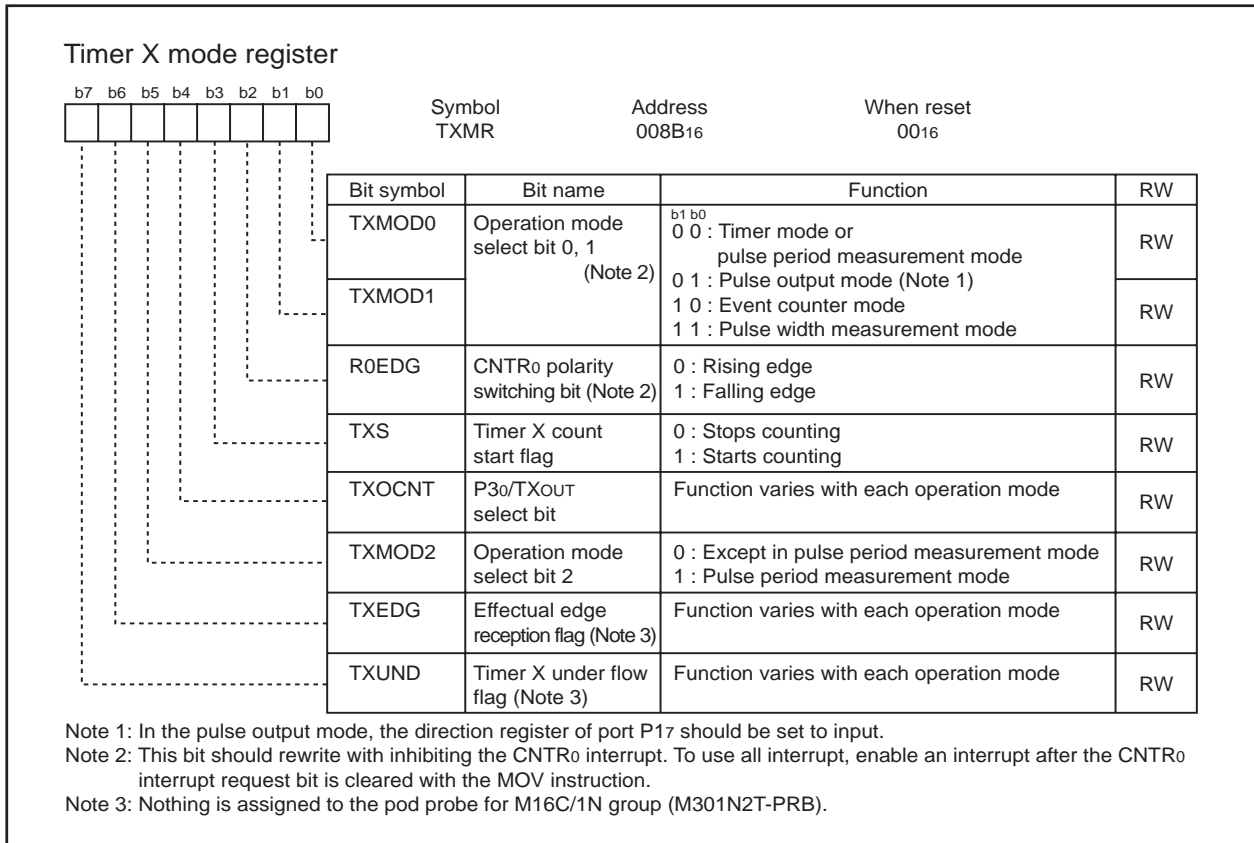 Timer X mode register
b7 b6 b5 b4 b3 b2 b1 b0
Symbol Address When reset
TXMR 008B16 0016
Bit symbol Bit name Function RW
TXMOD0 Operation mode select bit 0, 1 (Note 2) b1 b0
0 0 : Timer mode or
pulse period measurement mode
RW
0 1 : Pulse output mode (Note 1)
TXMOD1 1 0 : Event counter mode
1 1 : Pulse width measurement mode
RW
R0EDG CNTR0 polarity 0 : Rising edge
switching bit (Note 2) 1 : Falling edge
RW
TXS Timer X count 0 : Stops counting
start flag 1 : Starts counting
RW
TXOCNT P30/TXOUT Function varies with each operation mode
select bit
RW
TXMOD2 Operation mode 0 : Except in pulse period measurement mode
select bit 2 1 : Pulse period measurement mode
RW
TXEDG Effectual edge Function varies with each operation mode
reception flag (Note 3)
RW
TXUND Timer X under flow Function varies with each operation mode
flag (Note 3)
RW
Note 1: In the pulse output mode, the direction register of port P17 should be set to input.
Note 2: This bit should rewrite with inhibiting the CNTR0 interrupt. To use all interrupt, enable an interrupt after the CNTR0
interrupt request bit is cleared with the MOV instruction.
Note 3: Nothing is assigned to the pod probe for M16C/1N group (M301N2T-PRB).